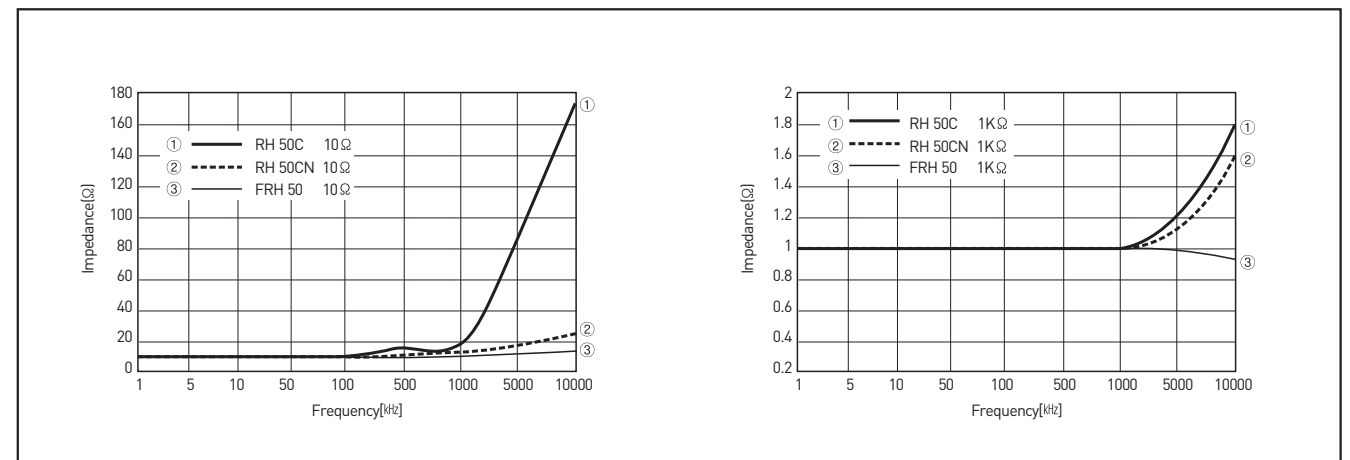 180
160
140
120
100
80
60
40
20
0
Impedance[Ω]
① RH 50C 10Ω
② RH 50CN 10Ω
③ FRH 50 10Ω
①
②
③
1 5 10 50 100 500 1000 5000 10000
Frequency[kHz]
2
1.8
1.6
1.4
1.2
1
0.8
0.6
0.4
0.2
Impedance[Ω]
① RH 50C 1KΩ
② RH 50CN 1KΩ
③ FRH 50 1KΩ
①
②
③
1 5 10 50 100 500 1000 5000 10000
Frequency[kHz]